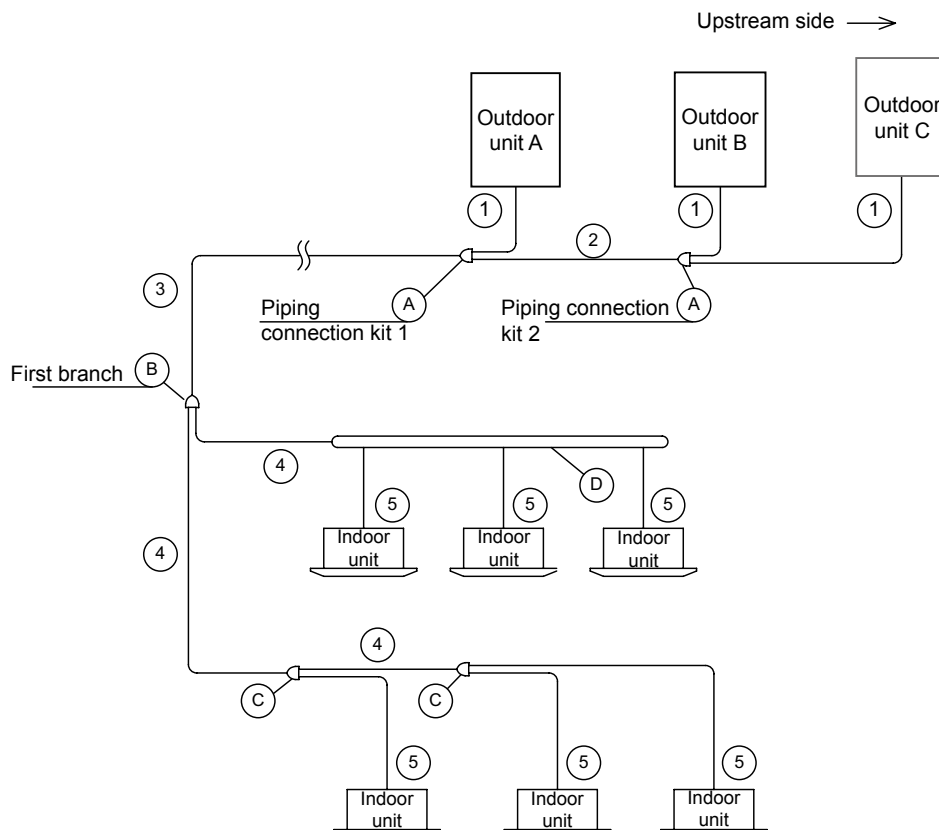 Upstream side
Outdoor
unit A
Outdoor
unit B
Outdoor
unit C
1
1
1
2
3
A
A
Piping
connection kit 1
Piping connection
kit 2
First branch
B
4
D
5
5
5
Indoor
unit
Indoor
unit
Indoor
unit
4
4
C
C
5
5
5
Indoor
unit
Indoor
unit
Indoor
unit